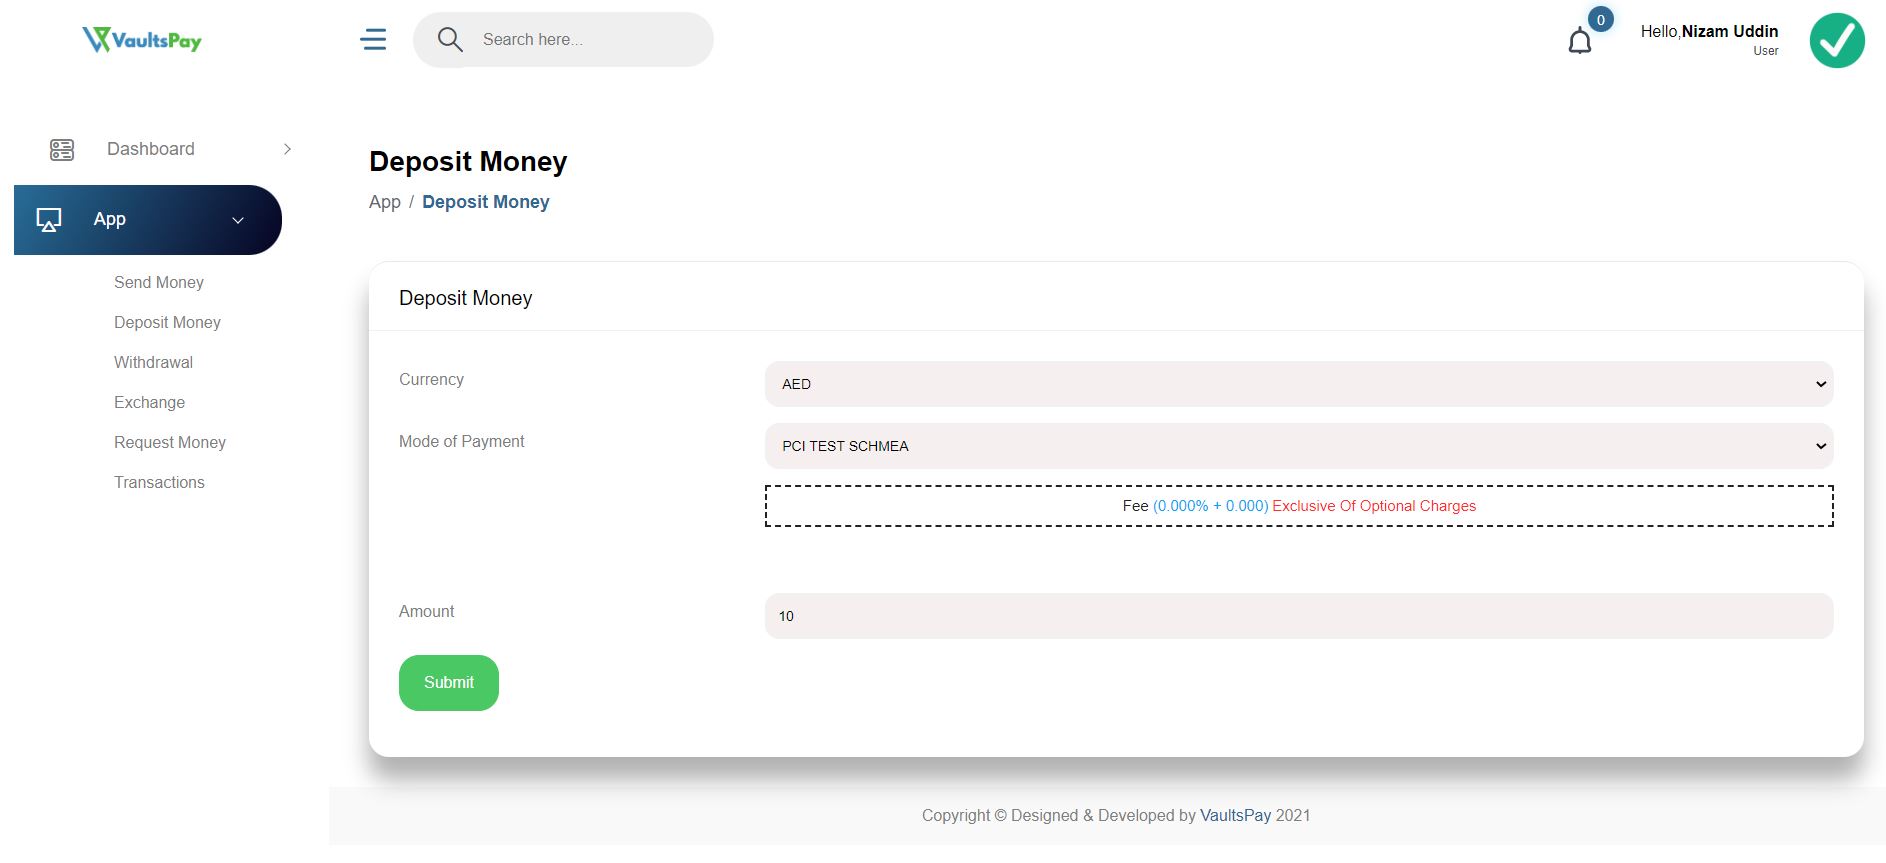 VaultsPay
Search here...
0
Hello,Nizam Uddin
User
Dashboard
App
Send Money
Deposit Money
Withdrawal
Exchange
Request Money
Transactions
Deposit Money
App / Deposit Money
Deposit Money
Currency
AED
Mode of Payment
PCI TEST SCHMEA
Fee (0.000% + 0.000) Exclusive Of Optional Charges
Amount
10
Submit
Copyright © Designed & Developed by VaultsPay 2021